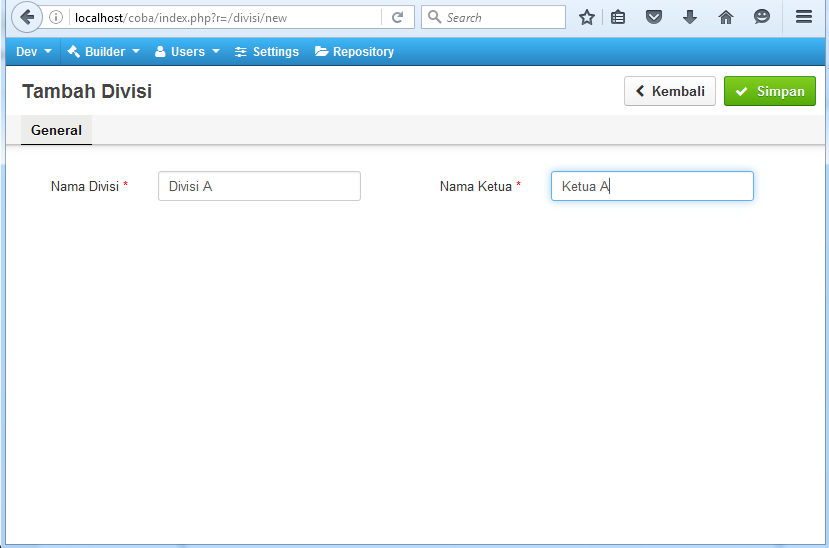 localhost/coba/index.php?r=/divisi/new
Search
Dev Builder Users Settings Repository
Tambah Divisi
Kembali Simpan
General
Nama Divisi * Divisi A Nama Ketua * Ketua A